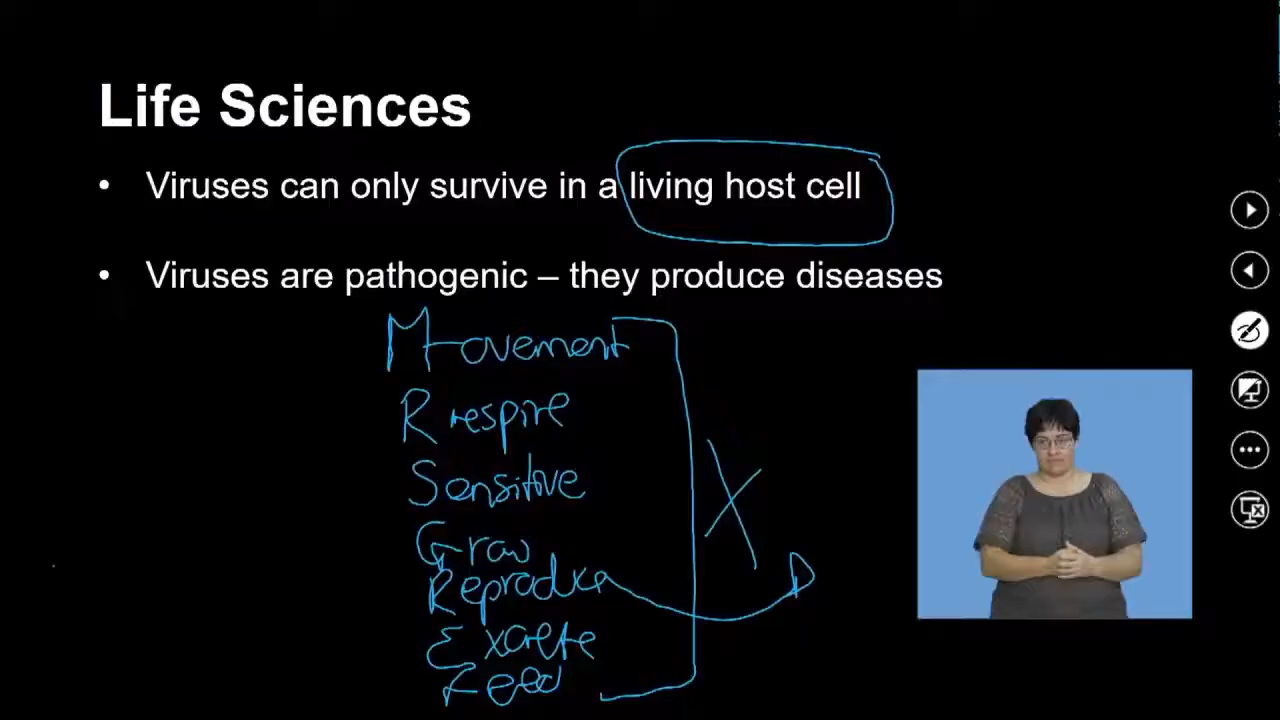 Life Sciences
• Viruses can only survive in a living host cell
• Viruses are pathogenic – they produce diseases
Movement
R respire
Sensitive
Grow
Reproduce
Excrete
Feed
X